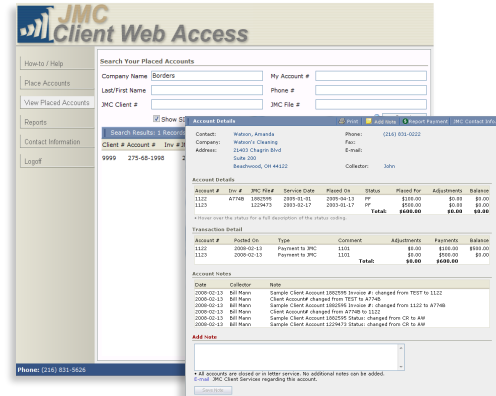 JMC
Client Web Access
How-to / Help
Place Accounts
View Placed Accounts
Reports
Contact Information
Logoff
Search Your Placed Accounts
Company Name Borders My Account #
Last/First Name Phone #
JMC Client # JMC File #
Search Results: 1 Records
Client # Account # Inv #
9999 275-68-1998
Phone: (216) 831-5626
Account Details Print Add Note Report Payment JMC Contact Info
Contact: Watson, Amanda Phone: (216) 831-0222
Company: Watson's Cleaning Fax:
Address: 21403 Chagrin Blvd E-mail:
Suite 200
Beachwood, OH 44122 Collector: John
Account Details
Account # Inv # JMC File# Service Date Placed On Status Placed For Adjustments Balance
1122 A774B 1882595 2005-01-01 2005-04-13 PF $100.00 $0.00 $0.00
1123 1229473 2003-02-17 2003-01-17 PF $500.00 $0.00 $0.00
Total: $600.00 $0.00 $0.00
• Hover over the status for a full description of the status coding.
Transaction Detail
Account # Posted On Type Comment Adjustments Payments Balance
1122 2008-02-13 Payment to JMC 1101 $0.00 $100.00 $500.00
1123 2008-02-13 Payment to JMC 1101 $0.00 $500.00 $0.00
Total: $0.00 $600.00 $0.00
Account Notes
Date Collector Note
2008-02-13 Bill Mann Sample Client Account 1882595 Invoice #: changed from TEST to 1122
2008-02-13 Bill Mann Client Account# changed from TEST to A774B
2008-02-13 Bill Mann Sample Client Account 1882595 Invoice #: changed from 1122 to A774B
2008-02-13 Bill Mann Client Account# changed from A774B to 1122
2008-02-13 Bill Mann Sample Client Account 1882595 Status: changed from CR to AW
2008-02-13 Bill Mann Sample Client Account 1229473 Status: changed from CR to AW
Add Note
• All accounts are closed or in letter service. No additional notes can be added.
E-mail JMC Client Services regarding this account.
Save Note